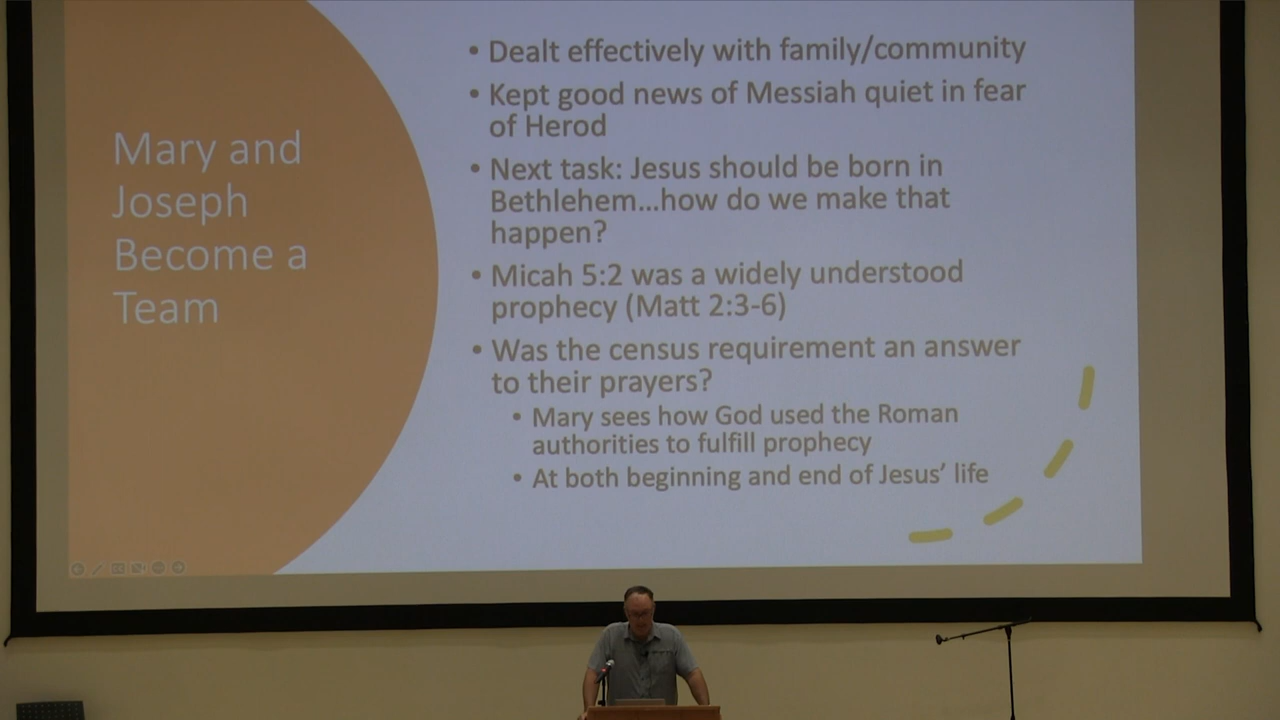 Mary and
Joseph
Become a
Team
• Dealt effectively with family/community
• Kept good news of Messiah quiet in fear
of Herod
• Next task: Jesus should be born in
Bethlehem...how do we make that
happen?
• Micah 5:2 was a widely understood
prophecy (Matt 2:3-6)
• Was the census requirement an answer
to their prayers?
• Mary sees how God used the Roman
authorities to fulfill prophecy
• At both beginning and end of Jesus’ life